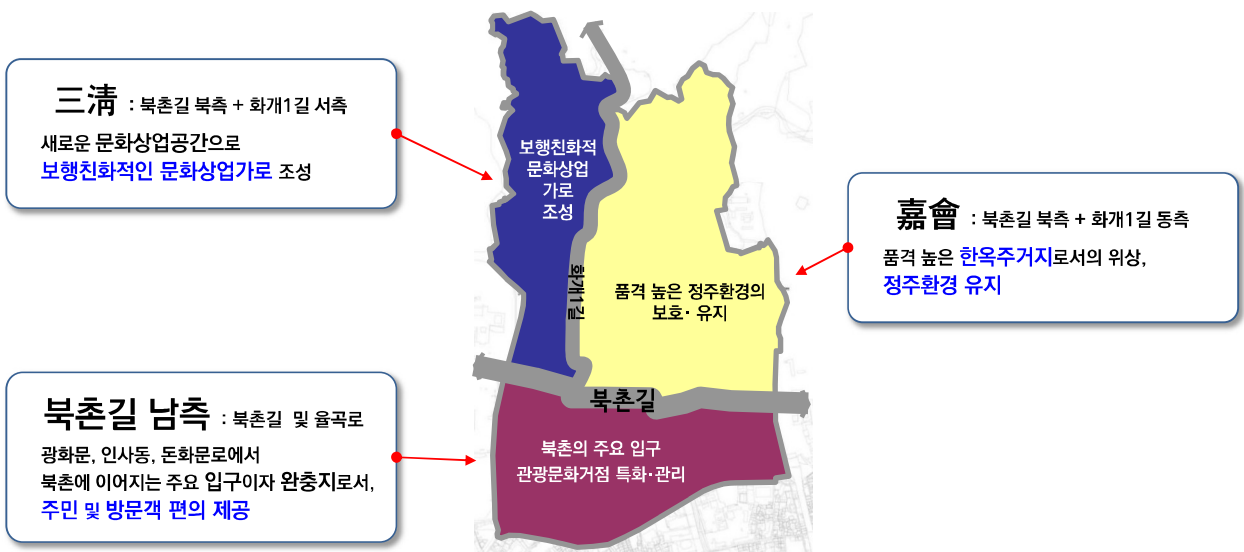 三淸 : 북촌길 북측 + 화개1길 서측
새로운 문화상업공간으로
보행친화적인 문화상업가로 조성
보행친화적
문화상업
가로
조성
嘉會 : 북촌길 북측 + 화개1길 동측
품격 높은 한옥주거지로서의 위상,
정주환경 유지
화개1길
품격 높은 정주환경의
보호· 유지
북촌길 남측 : 북촌길 및 율곡로
광화문, 인사동, 돈화문로에서
북촌에 이어지는 주요 입구이자 완충지로서,
주민 및 방문객 편의 제공
북촌길
북촌의 주요 입구
관광문화거점 특화·관리